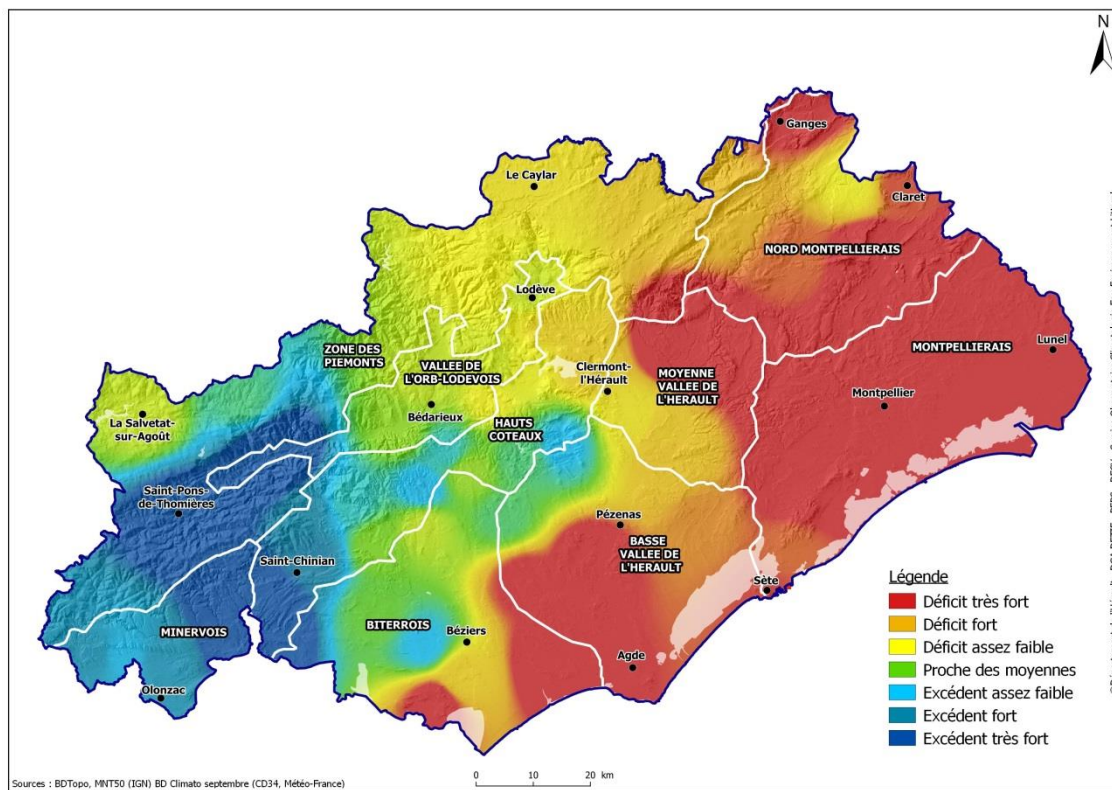 N
Ganges
Le Caylar
Claret
NORD MONTPELLIERAIS
Lodève
ZONE DES
PIEMONTS
VALLEE DE
L'ORB-LODEVOIS
Clermont-
l'Hérault
MOYENNE
VALLEE DE
L'HERAULT
MONTPELLIERAIS
Lunel
Montpellier
La Salvetat-
sur-Agoût
Bédarieux
HAUTS
COTEAUX
Saint-Pons-
de-Thomières
Pézenas
BASSE
VALLEE DE
L'HERAULT
Saint-Chinian
Sète
MINERVOIS
BITERROIS
Béziers
Agde
Olonzac
Légende
Déficit très fort
Déficit fort
Déficit assez faible
Proche des moyennes
Excédent assez faible
Excédent fort
Excédent très fort
0 10 20 km
Sources : BDTopo, MNT50 (IGN) BD Climato septembre (CD34, Météo-France)